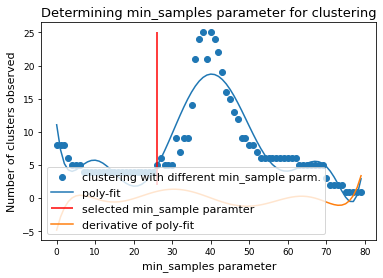 Determining min_samples parameter for clustering
Number of clusters observed
25
20
15
10
5
0
−5
clustering with different min_sample parm.
poly-fit
selected min_sample paramter
derivative of poly-fit
0 10 20 30 40 50 60 70 80
min_samples parameter